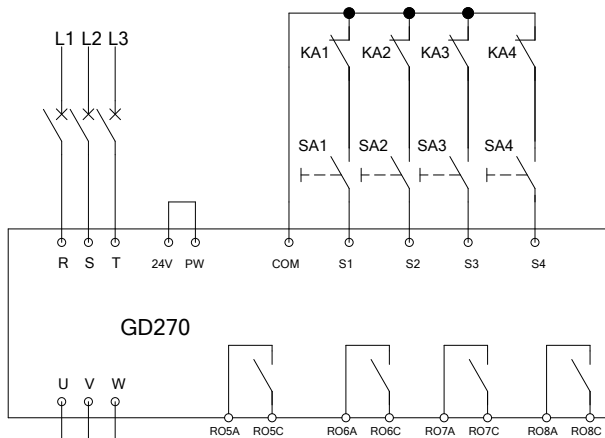 L1 L2 L3
KA1 KA2 KA3 KA4
SA1 SA2 SA3 SA4
R S T 24V PW COM S1 S2 S3 S4
GD270
U V W
RO5A RO5C RO6A RO6C RO7A RO7C RO8A RO8C